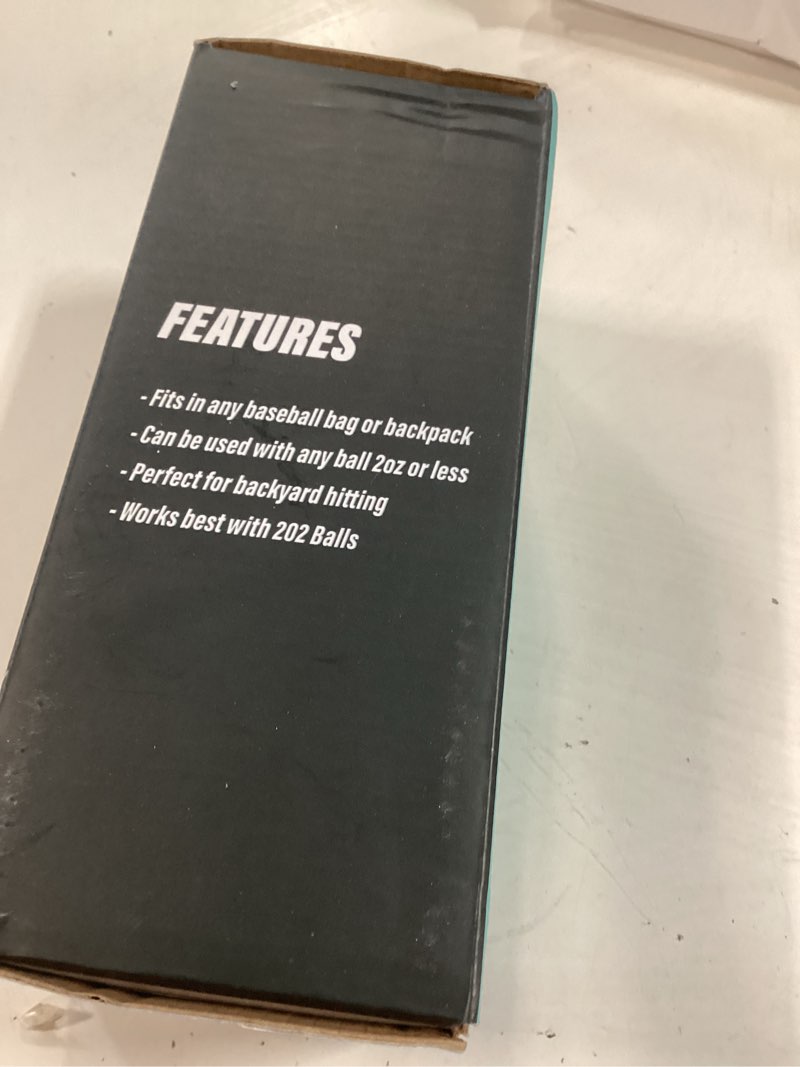 FEATURES
- Fits in any baseball bag or backpack
- Can be used with any ball 2oz or less
- Perfect for backyard hitting
- Works best with 202 Balls